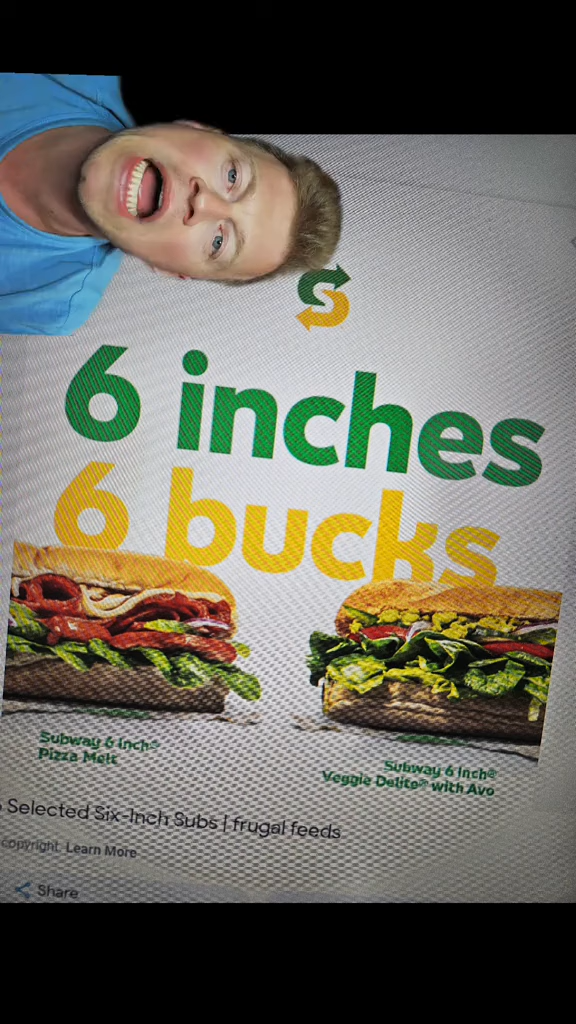 6 inches
6 bucks
Subway 6 Inch®
Pizza Melt
Subway 6 Inch®
Veggie Delite® with Avo
Selected Six-Inch Subs | frugal feeds
copyright. Learn More
Share